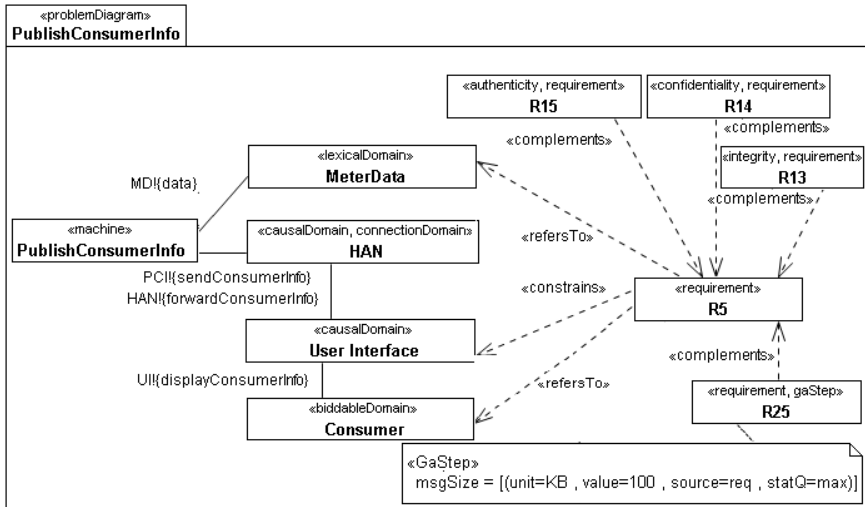 «problemDiagram»
PublishConsumerInfo
«authenticity, requirement»
R15
«confidentiality, requirement»
R14
«complements»
«complements»
«integrity, requirement»
R13
«complements»
«lexicalDomain»
MeterData
MD!{data}
«machine»
PublishConsumerInfo
«causalDomain, connectionDomain»
HAN
«refersTo»
PCI!{sendConsumerInfo}
HAN!{forwardConsumerInfo}
«constrains»
«requirement»
R5
«causalDomain»
User Interface
«complements»
UI!{displayConsumerInfo}
«refersTo»
«requirement, gaStep»
R25
«biddableDomain»
Consumer
«GaStep»
msgSize = [(unit=KB , value=100 , source=req , statQ=max)]